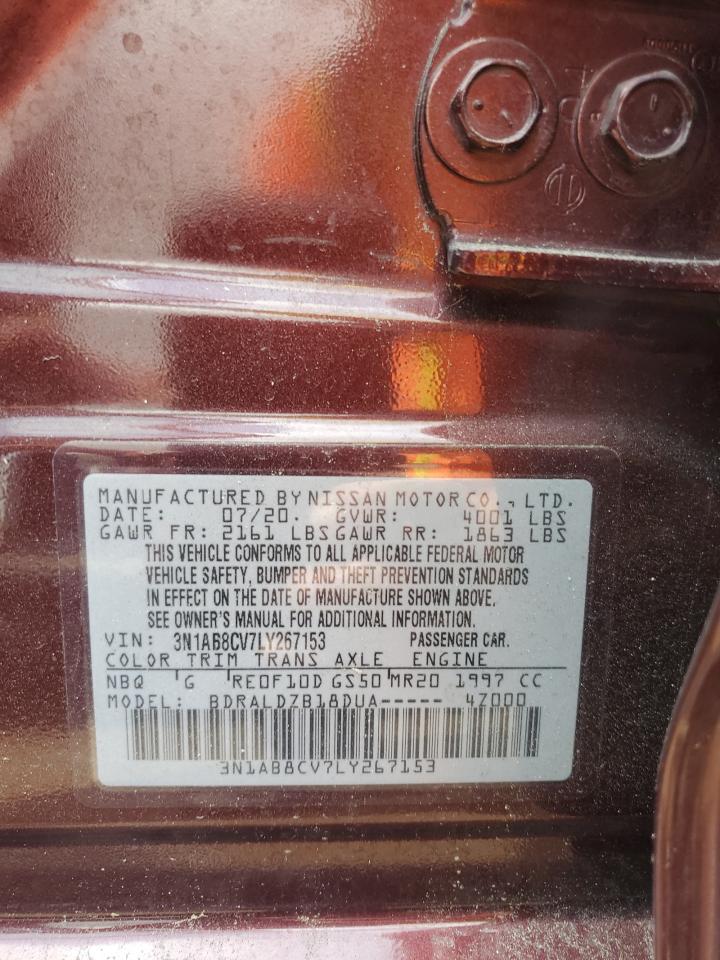 MANUFACTURED BY NISSAN MOTOR CO., LTD.
DATE: 07/20. GVWR: 4001 LBS
GAWR FR: 2161 LBS GAWR RR: 1863 LBS
THIS VEHICLE CONFORMS TO ALL APPLICABLE FEDERAL MOTOR
VEHICLE SAFETY, BUMPER AND THEFT PREVENTION STANDARDS
IN EFFECT ON THE DATE OF MANUFACTURE SHOWN ABOVE.
SEE OWNER'S MANUAL FOR ADDITIONAL INFORMATION.
VIN: 3N1AB8CV7LY267153 PASSENGER CAR.
COLOR TRIM TRANS AXLE ENGINE
NBQ G RE0F10D GS50 MR20 1997 CC
MODEL: BDRALDZB18DUA----- 4Z000
3N1AB8CV7LY267153